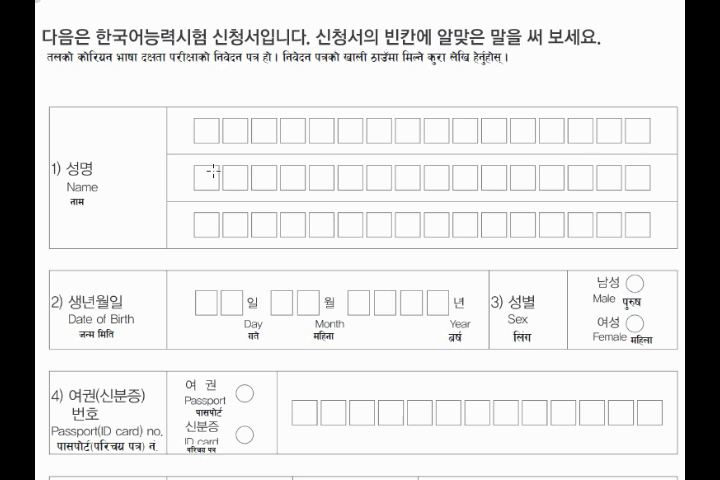 다음은 한국어능력시험 신청서입니다. 신청서의 빈칸에 알맞은 말을 써 보세요.
तलको कोरियन भाषा दक्षता परीक्षाको निवेदन पत्र हो। निवेदन पत्रको खाली ठाउँमा मिल्ने कुरा लेखि हेर्नुहोस्।
1) 성명
Name
नाम
2) 생년월일
Date of Birth
जन्म मिति
일
Day
गते
월
Month
महिना
년
Year
बर्ष
3) 성별
Sex
लिंग
남성
Male पुरुष
여성
Female महिला
4) 여권(신분증)
번호
Passport(ID card) no.
पासपोर्ट(परिचय पत्र) नं.
여 권
Passport
पासपोर्ट
신분증
ID card
परिचय पत्र